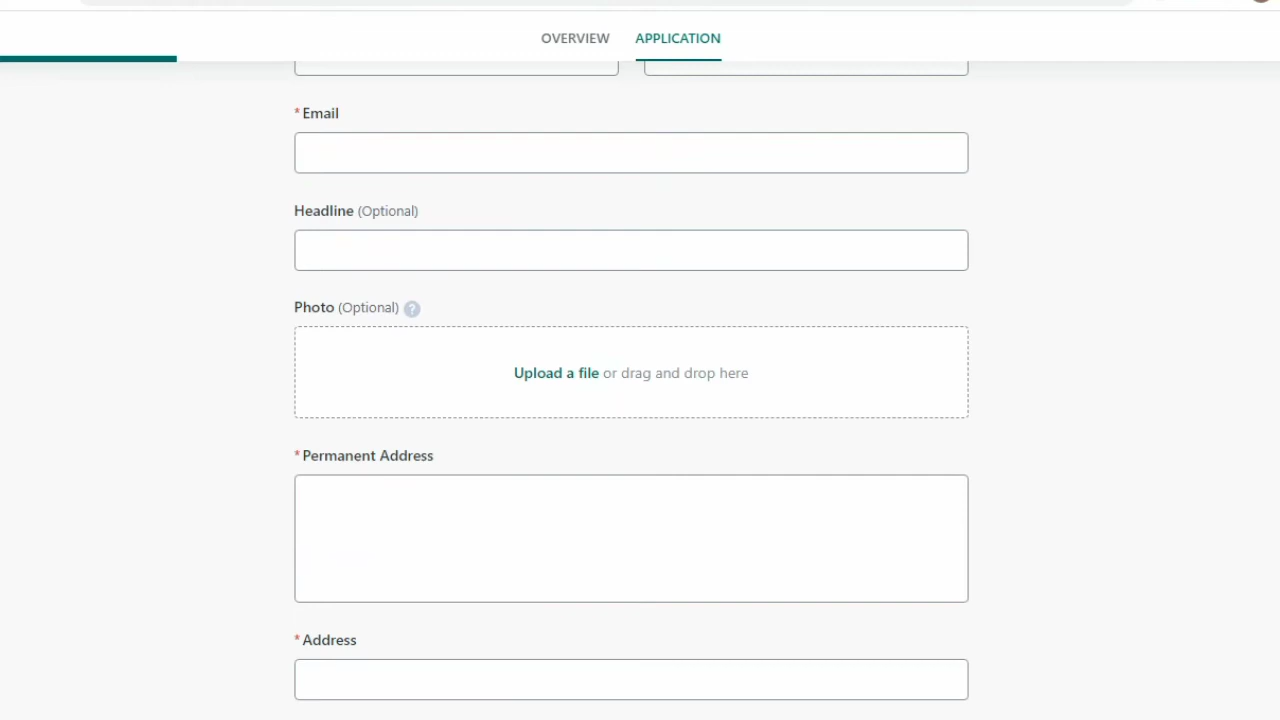 OVERVIEW APPLICATION
* Email
Headline (Optional)
Photo (Optional) ?
Upload a file or drag and drop here
* Permanent Address
* Address